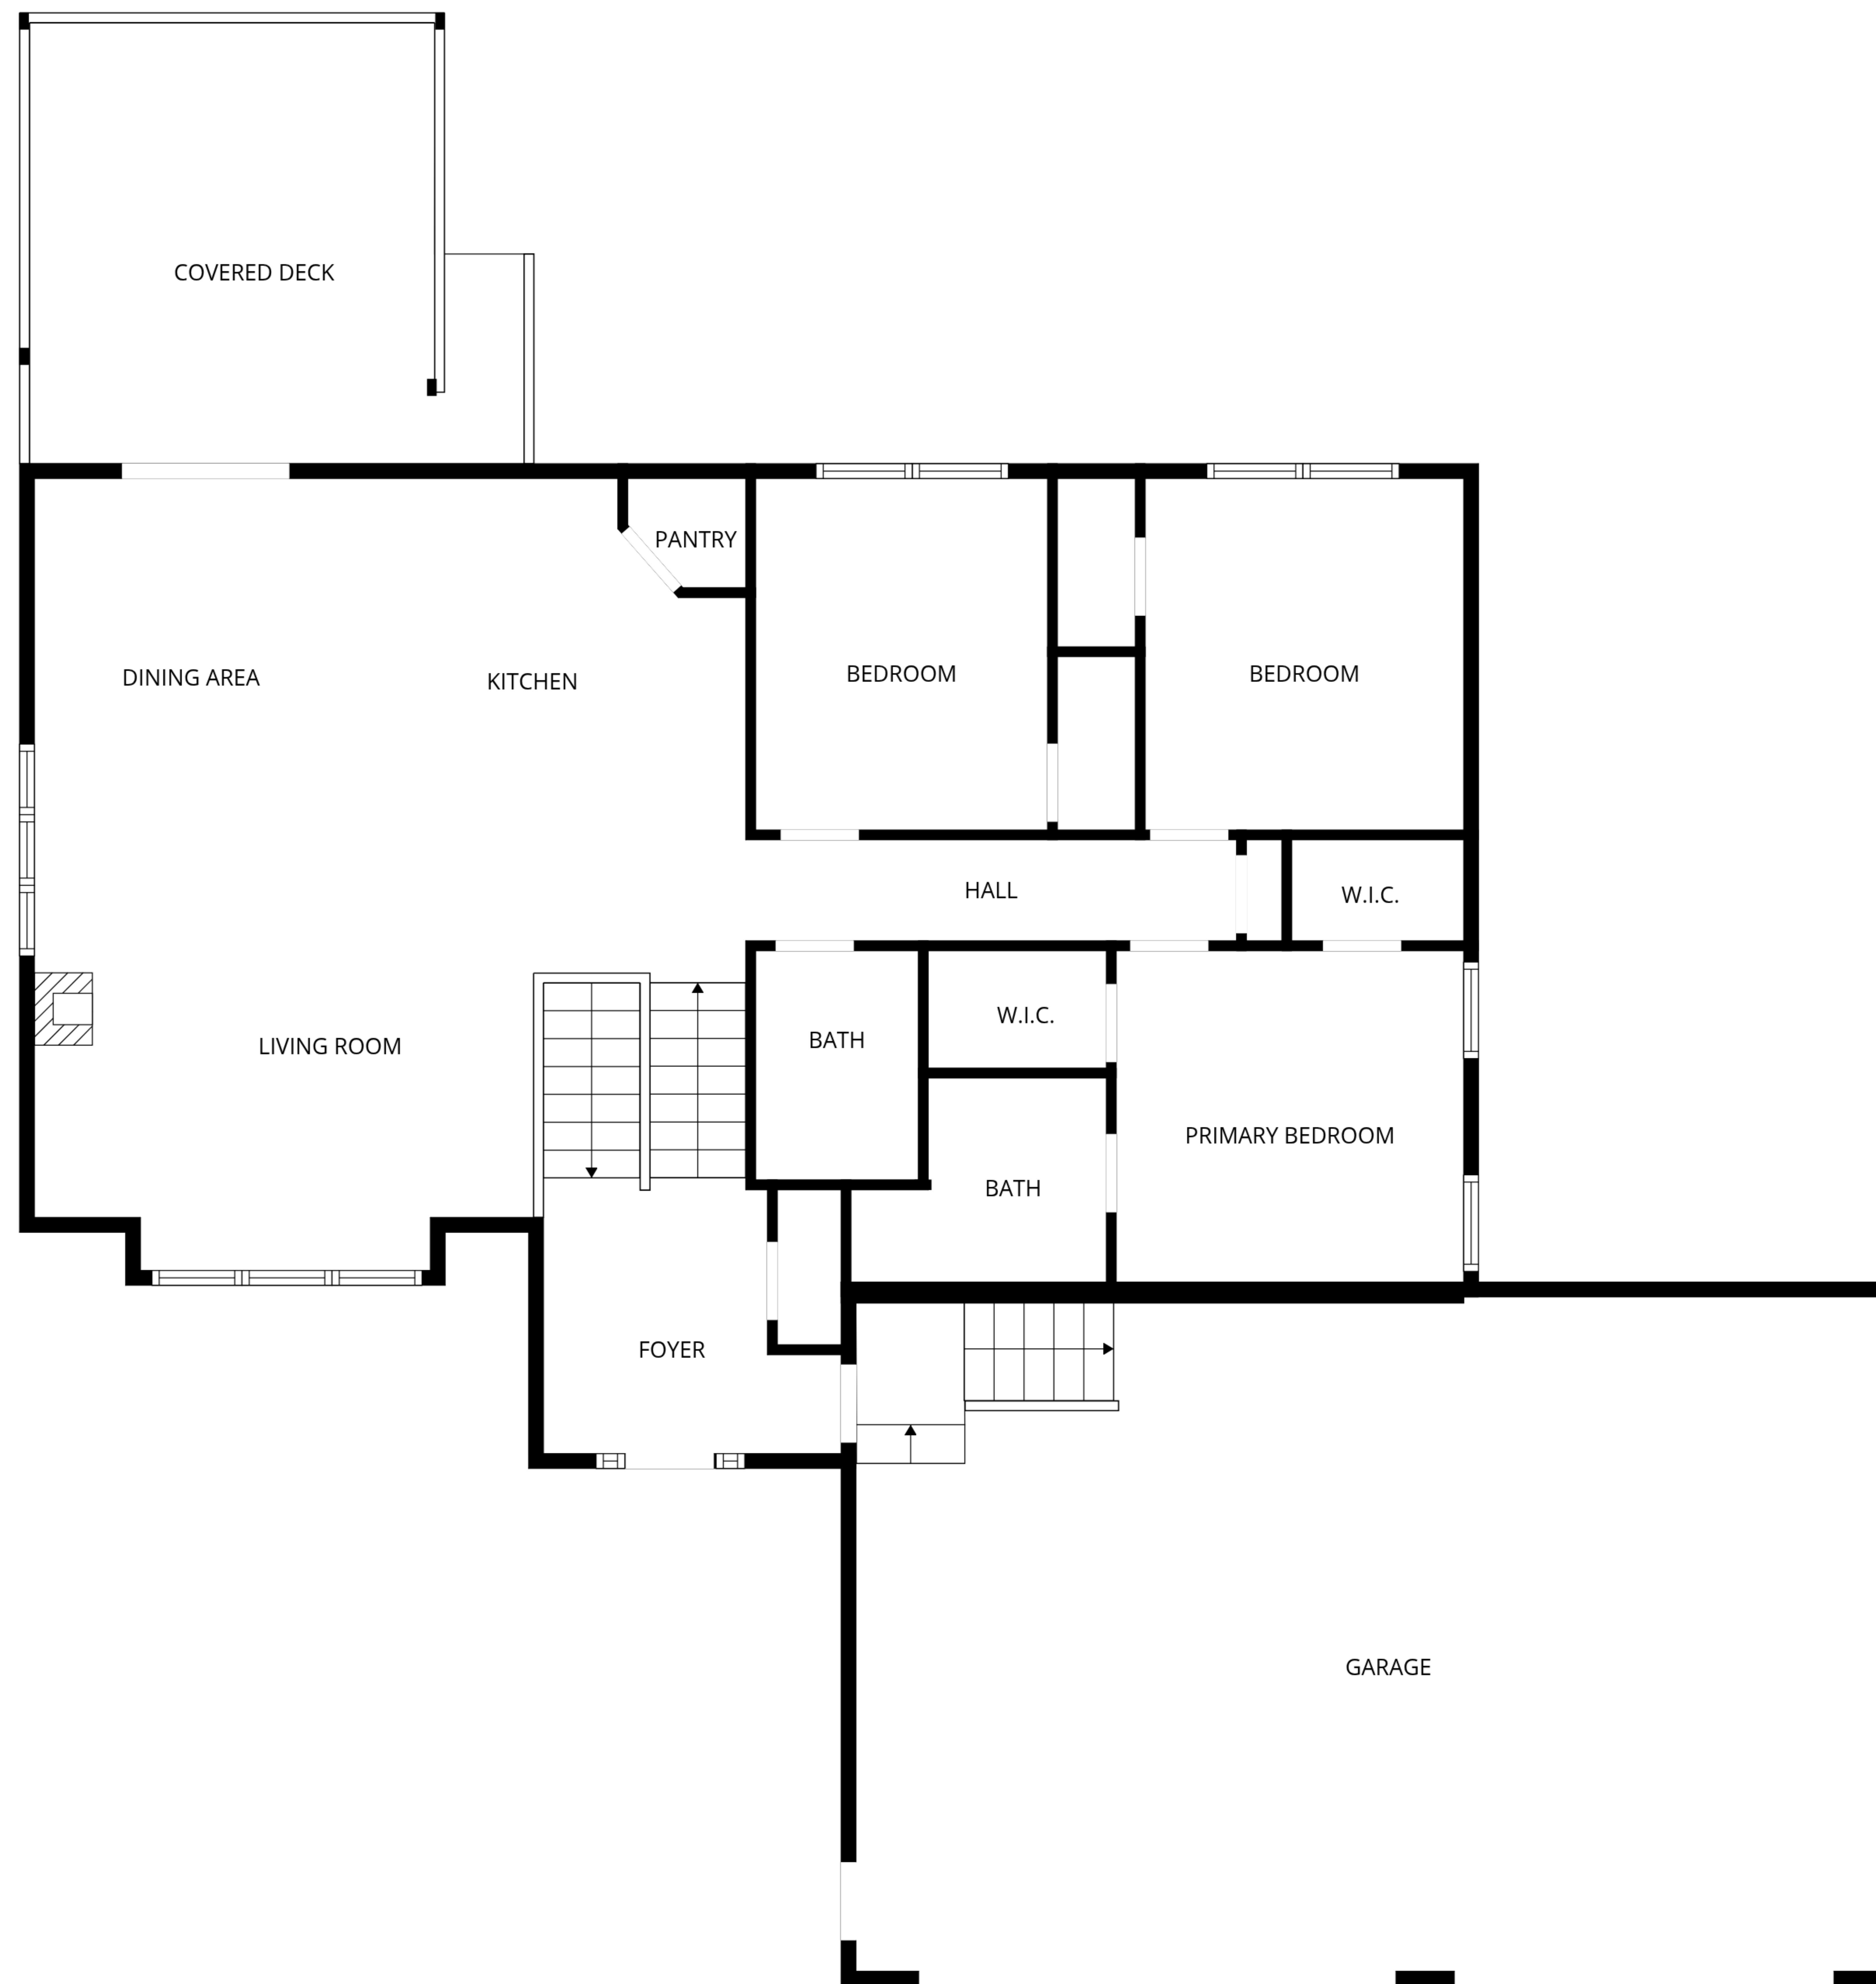 COVERED DECK
PANTRY
DINING AREA
KITCHEN
BEDROOM
BEDROOM
HALL
W.I.C.
LIVING ROOM
BATH
W.I.C.
PRIMARY BEDROOM
BATH
FOYER
GARAGE